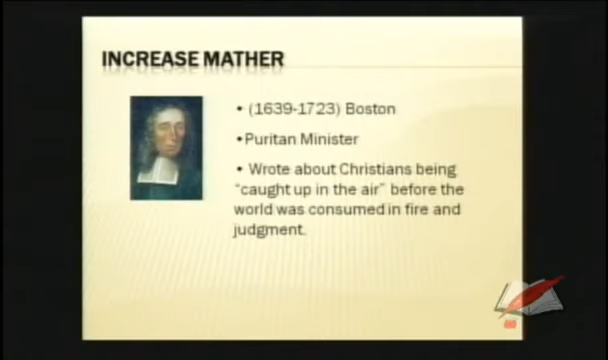 INCREASE MATHER
• (1639-1723) Boston
•Puritan Minister
• Wrote about Christians being
"caught up in the air" before the
world was consumed in fire and
judgment.